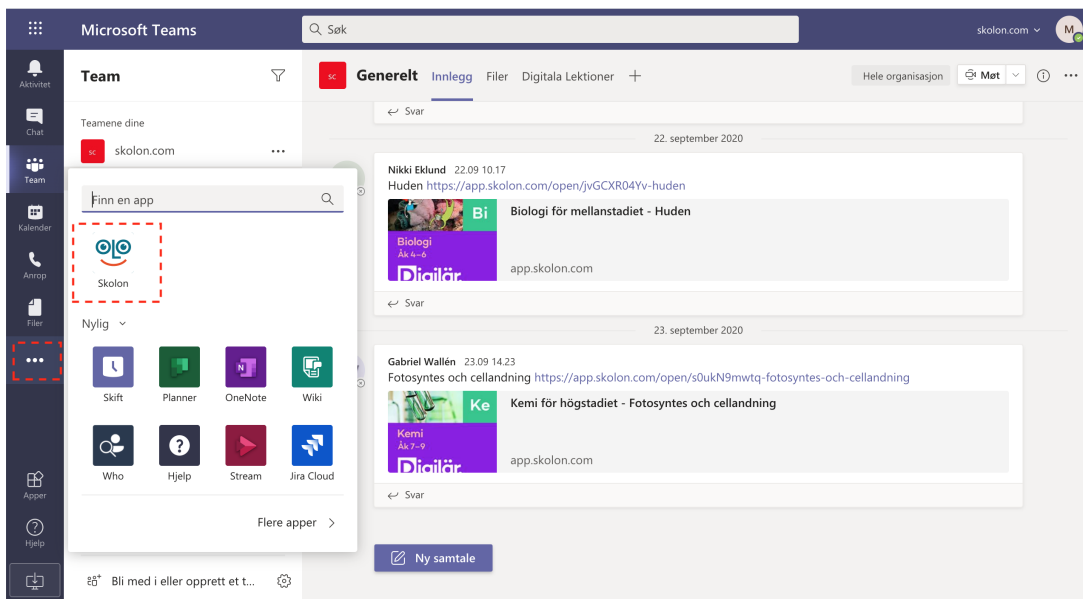 Microsoft Teams
Søk
skolon.com
M
Aktivitet
Chat
Team
Kalender
Anrop
Filer
Apper
Hjelp
Team
Teamene dine
sc skolon.com
Finn en app
Skolon
Nylig
Skift Planner OneNote Wiki
Who Hjelp Stream Jira Cloud
Flere apper
Bli med i eller opprett et t...
sc Generelt Innlegg Filer Digitala Lektioner
Hele organisasjon Møt
Svar
22. september 2020
Nikki Eklund 22.09 10.17
Huden https://app.skolon.com/open/jvGCXR04Yv-huden
Bi
Biologi
Åk 4–6
Digilär
Biologi för mellanstadiet - Huden
app.skolon.com
Svar
23. september 2020
Gabriel Wallén 23.09 14.23
Fotosyntes och cellandning https://app.skolon.com/open/s0ukN9mwtq-fotosyntes-och-cellandning
Ke
Kemi
Åk 7–9
Digilär
Kemi för högstadiet - Fotosyntes och cellandning
app.skolon.com
Svar
Ny samtale